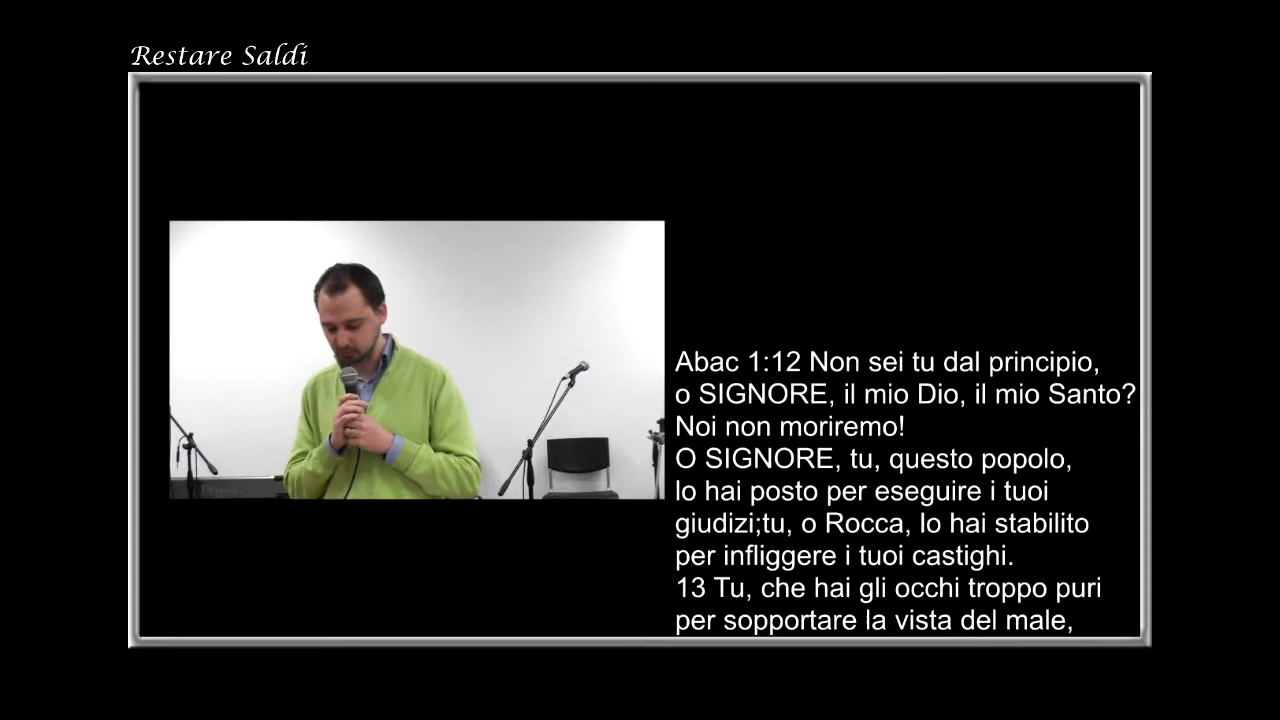 Restare Saldi
Abac 1:12 Non sei tu dal principio,
o SIGNORE, il mio Dio, il mio Santo?
Noi non moriremo!
O SIGNORE, tu, questo popolo,
lo hai posto per eseguire i tuoi
giudizi;tu, o Rocca, lo hai stabilito
per infliggere i tuoi castighi.
13 Tu, che hai gli occhi troppo puri
per sopportare la vista del male,